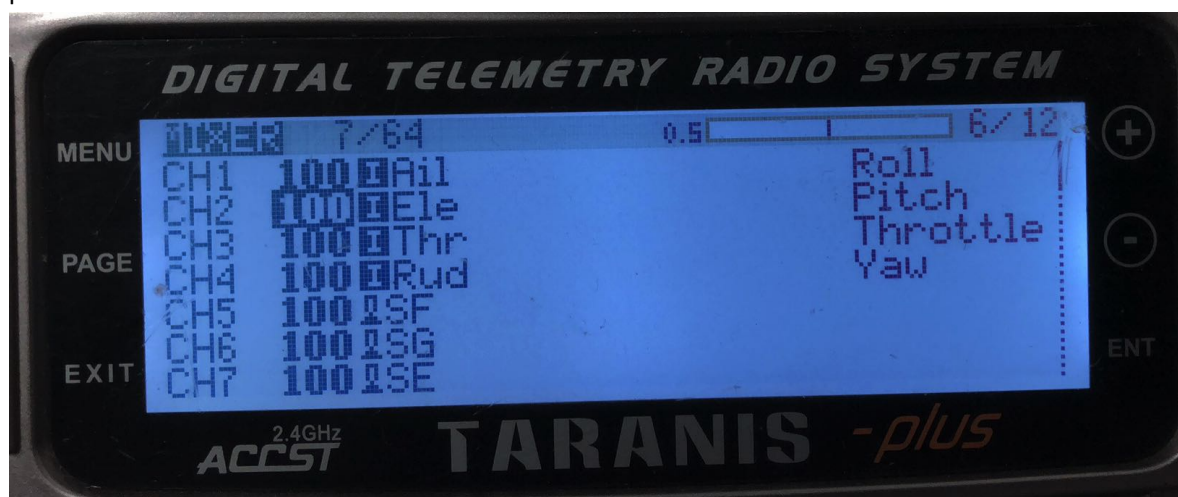 DIGITAL TELEMETRY RADIO SYSTEM
MENU
MIXER 7/64 0.5 6/12
+
CH1 100 I Ail Roll
CH2 100 I Ele Pitch
CH3 100 I Thr Throttle
PAGE
-
CH4 100 I Rud Yaw
CH5 100 SF
CH6 100 SG
EXIT
ENT
CH7 100 SE
2.4GHz
ACCST
TARANIS -plus